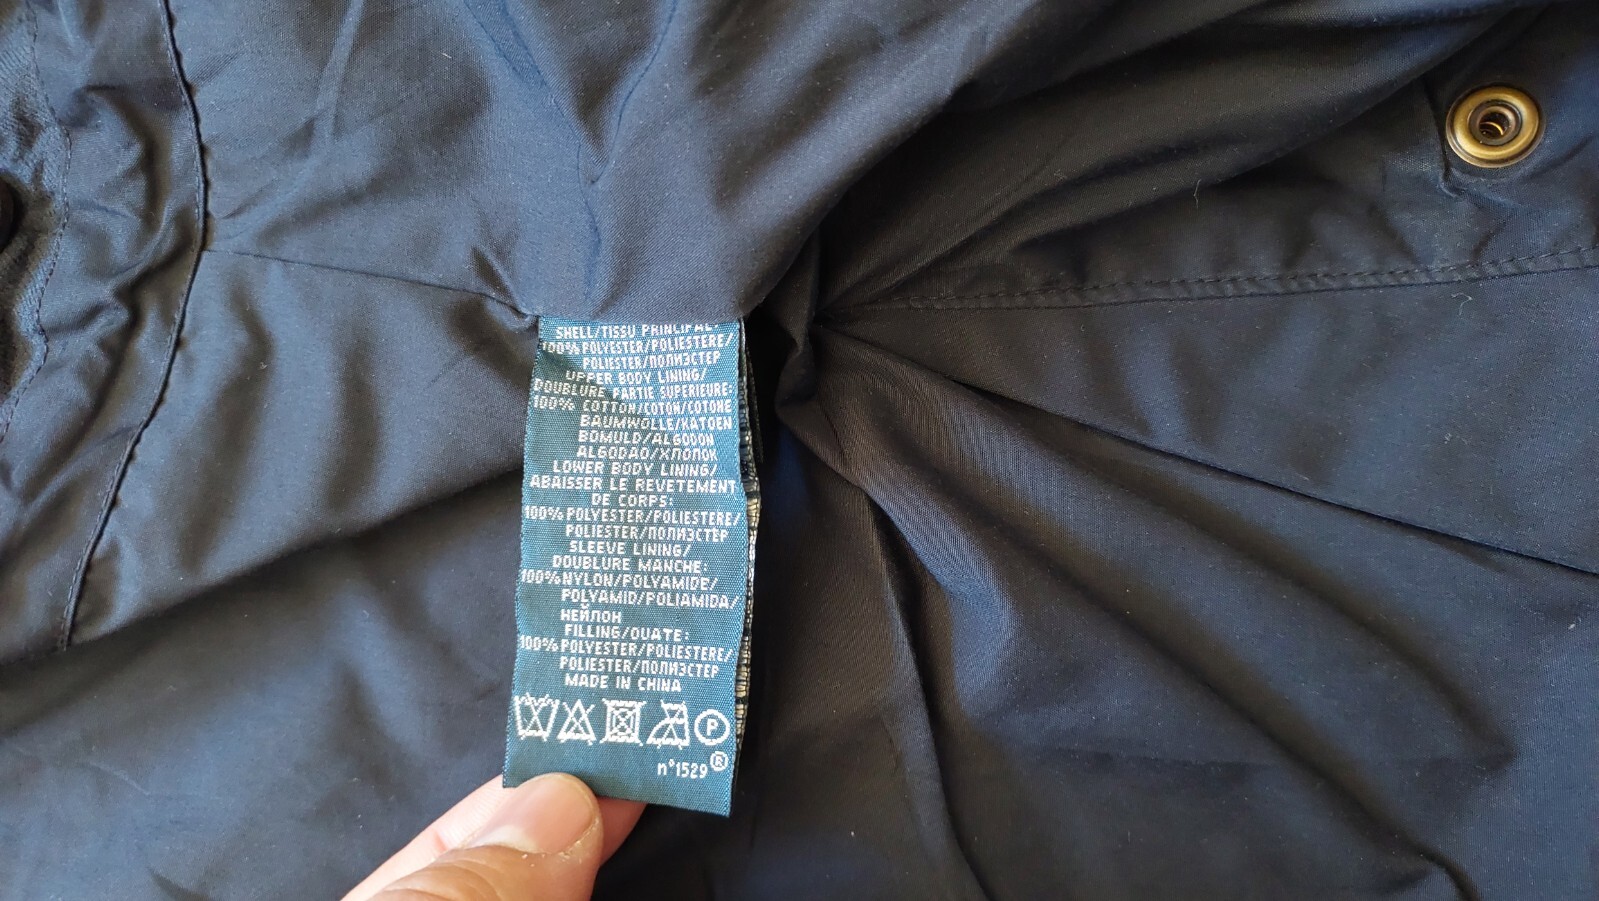 SHELL/TISSU PRINCIPAL:
100% POLYESTER/POLIESTERE/
POLIESTER/ПОЛИЭСТЕР
UPPER BODY LINING/
DOUBLURE PARTIE SUPERIEURE:
100% COTTON/COTON/COTONE
BAUMWOLLE/KATOEN
BOMULD/ALGODON
ALGODAO/ХЛОПОК
LOWER BODY LINING/
ABAISSER LE REVETEMENT
DE CORPS:
100% POLYESTER/POLIESTERE/
POLIESTER/ПОЛИЭСТЕР
SLEEVE LINING/
DOUBLURE MANCHE:
100% NYLON/POLYAMIDE/
POLYAMID/POLIAMIDA/
НЕЙЛОН
FILLING/OUATE:
100% POLYESTER/POLIESTERE/
POLIESTER/ПОЛИЭСТЕР
MADE IN CHINA
P
n°1529 ®